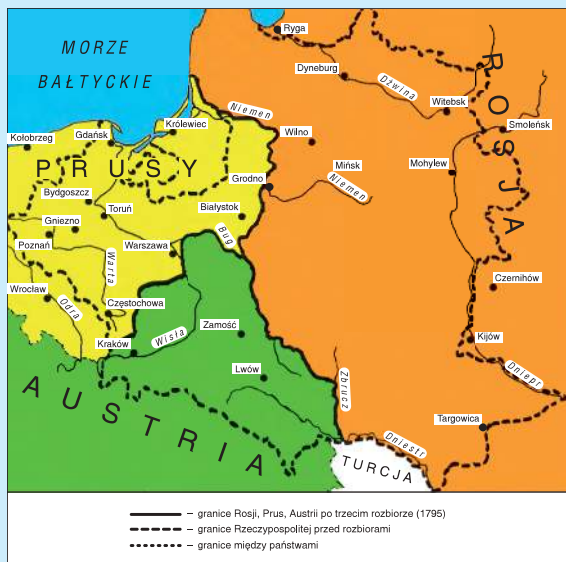 MORZE
BAŁTYCKIE
Ryga
Dyneburg
Dźwina
Witebsk
ROSJA
Smoleńsk
Niemen
Królewiec
Gdańsk
Kołobrzeg
Wilno
Mińsk
Mohylew
PRUSY
Grodno
Niemen
Bydgoszcz
Toruń
Białystok
Gniezno
Poznań
Warszawa
Bug
Warta
Czernihów
Wrocław
Odra
Częstochowa
Zamość
Kraków
Wisła
Kijów
Lwów
Zbrucz
Dniepr
AUSTRIA
Targowica
Dniestr
TURCJA
– granice Rosji, Prus, Austrii po trzecim rozbiorze (1795)
– granice Rzeczypospolitej przed rozbiorami
– granice między państwami